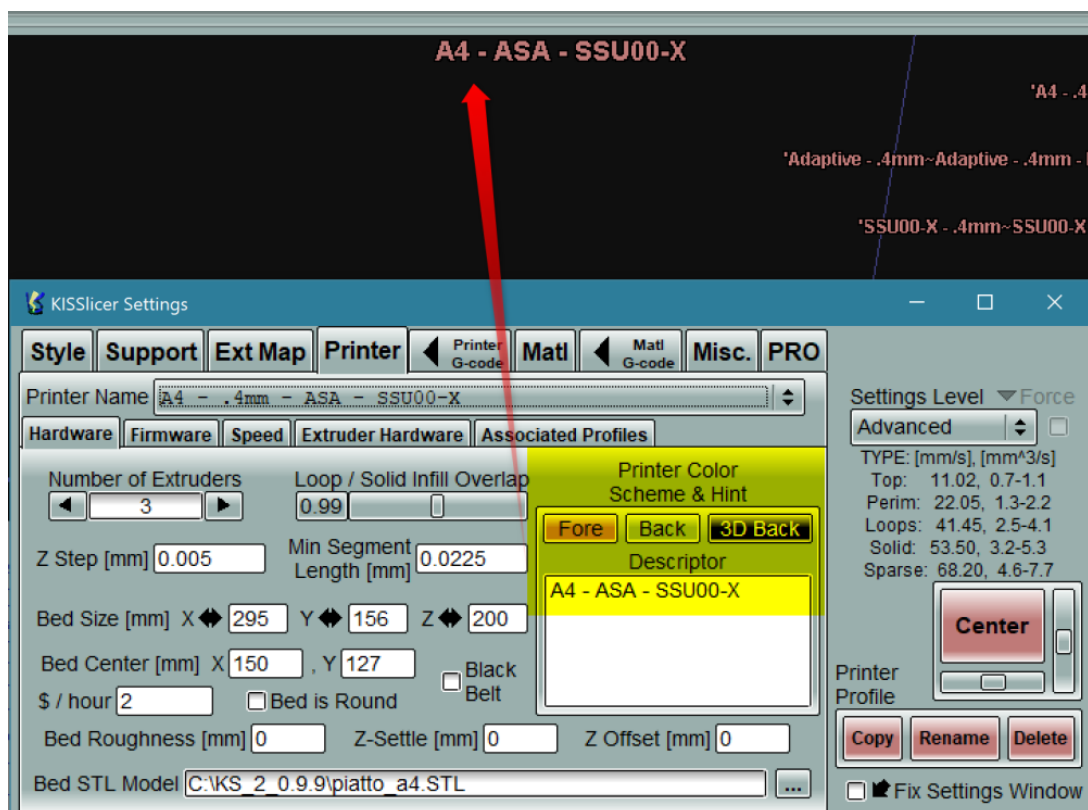 A4 - ASA - SSU00-X
'A4 - .4
'Adaptive - .4mm~Adaptive - .4mm -
'SSU00-X - .4mm~SSU00-X
KISSlicer Settings
Style Support Ext Map Printer Printer G-code Matl Matl G-code Misc. PRO
Printer Name A4 - .4mm - ASA - SSU00-X
Settings Level Force
Advanced
Hardware Firmware Speed Extruder Hardware Associated Profiles
TYPE: [mm/s], [mm^3/s]
Top: 11.02, 0.7-1.1
Perim: 22.05, 1.3-2.2
Loops: 41.45, 2.5-4.1
Solid: 53.50, 3.2-5.3
Sparse: 68.20, 4.6-7.7
Number of Extruders
3
Loop / Solid Infill Overlap
0.99
Printer Color
Scheme & Hint
Fore Back 3D Back
Descriptor
A4 - ASA - SSU00-X
Z Step [mm] 0.005
Min Segment
Length [mm] 0.0225
Bed Size [mm] X 295 Y 156 Z 200
Bed Center [mm] X 150 , Y 127
Black
Belt
$ / hour 2
Bed is Round
Center
Printer
Profile
Copy Rename Delete
Bed Roughness [mm] 0 Z-Settle [mm] 0 Z Offset [mm] 0
Bed STL Model C:\KS_2_0.9.9\piatto_a4.STL ...
Fix Settings Window